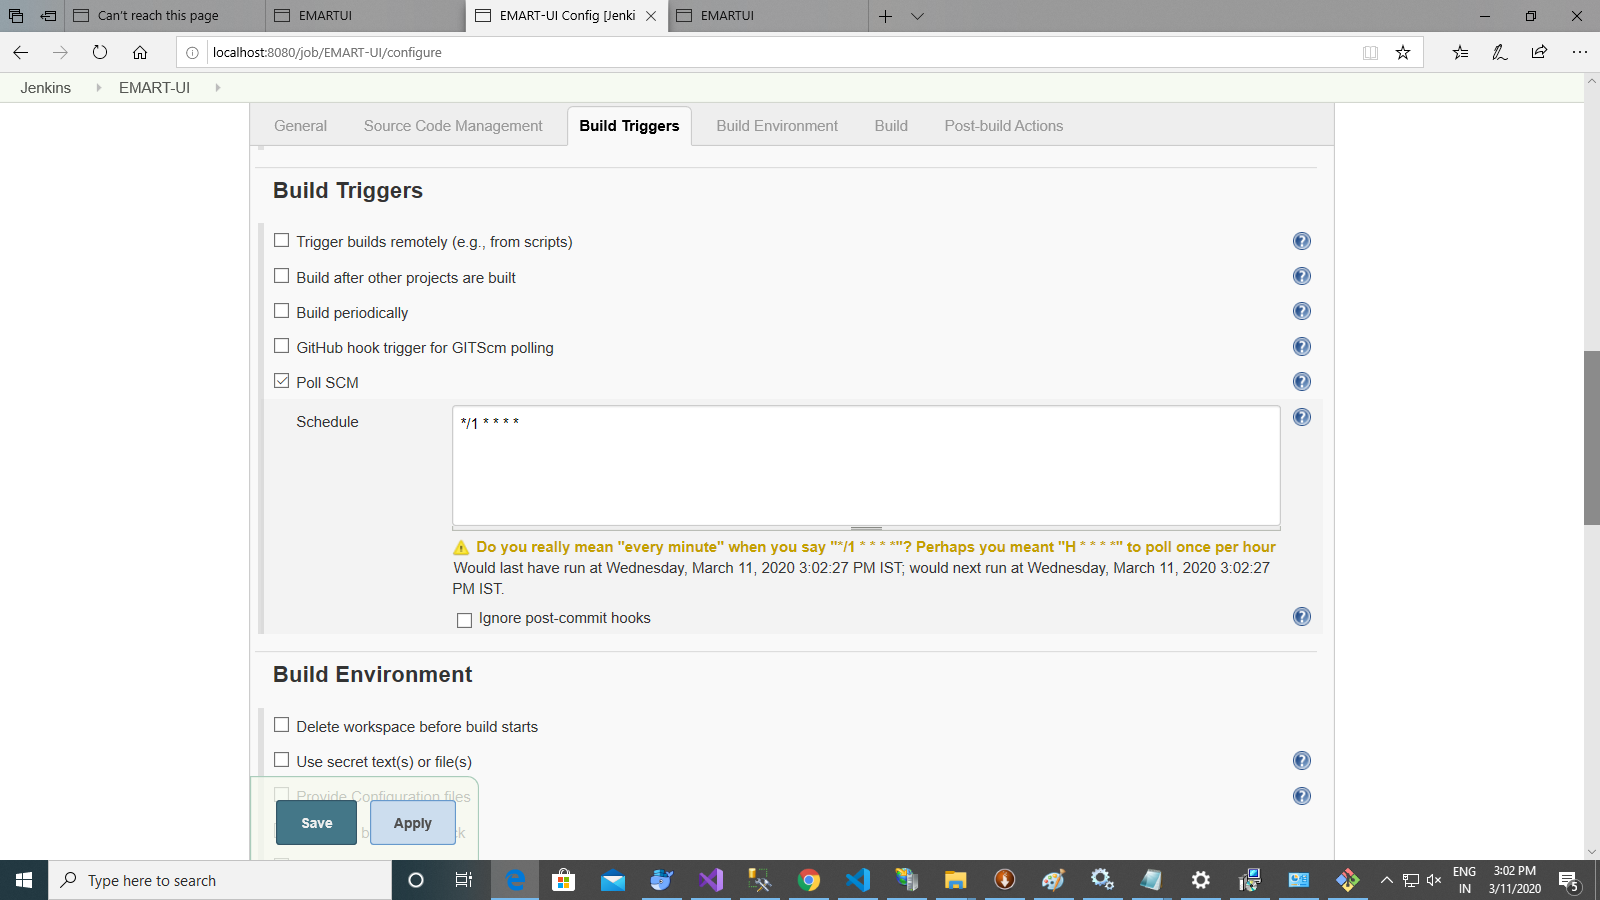 Can't reach this page
EMARTUI
EMART-UI Config [Jenki
EMARTUI
localhost:8080/job/EMART-UI/configure
Jenkins
EMART-UI
General
Source Code Management
Build Triggers
Build Environment
Build
Post-build Actions
Build Triggers
Trigger builds remotely (e.g., from scripts)
Build after other projects are built
Build periodically
GitHub hook trigger for GITScm polling
Poll SCM
Schedule
*/1 * * * *
Do you really mean "every minute" when you say "*/1 * * * *"? Perhaps you meant "H * * * *" to poll once per hour
Would last have run at Wednesday, March 11, 2020 3:02:27 PM IST; would next run at Wednesday, March 11, 2020 3:02:27
PM IST.
Ignore post-commit hooks
Build Environment
Delete workspace before build starts
Use secret text(s) or file(s)
Provide Configuration files
Save
Apply
Type here to search
ENG
IN
3:02 PM
3/11/2020
5